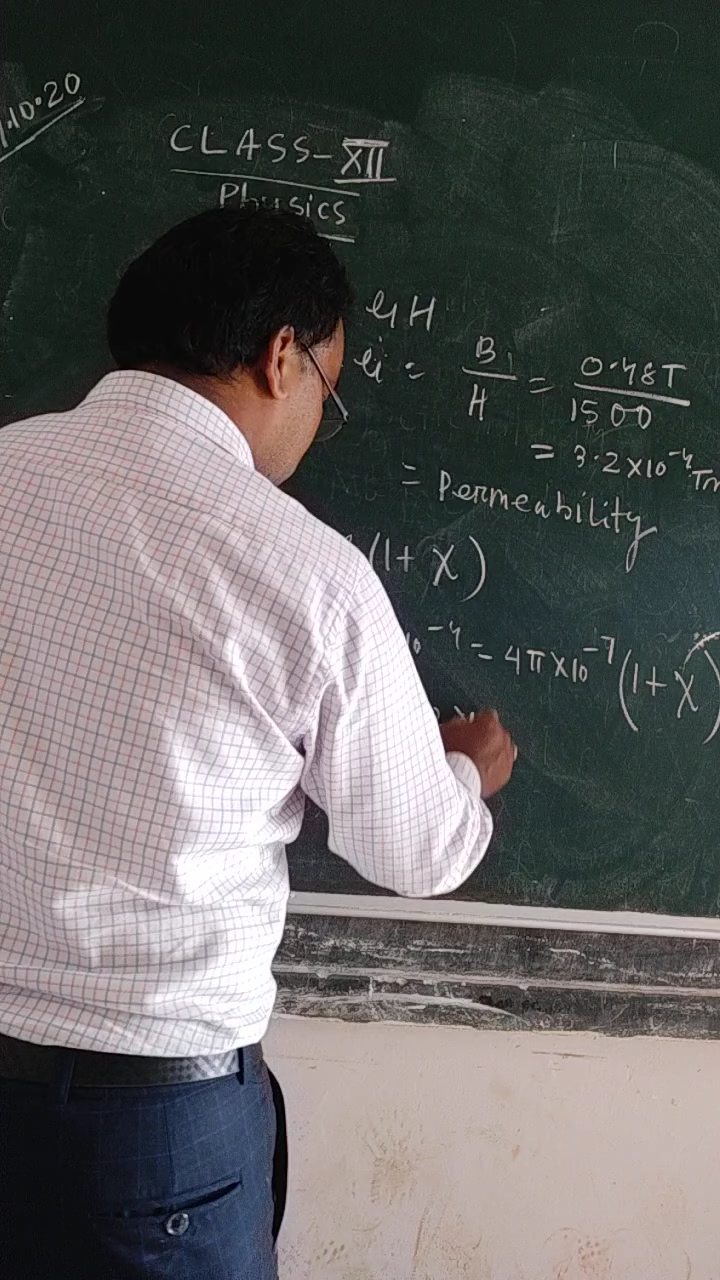 .10.20
CLASS-XII
Physics
μH
μ = B / H = 0.48T / 1500
= 3.2×10⁻⁴ Tm
= Permeability
(1+χ)
10⁻⁴ = 4π×10⁻⁷ (1+χ)